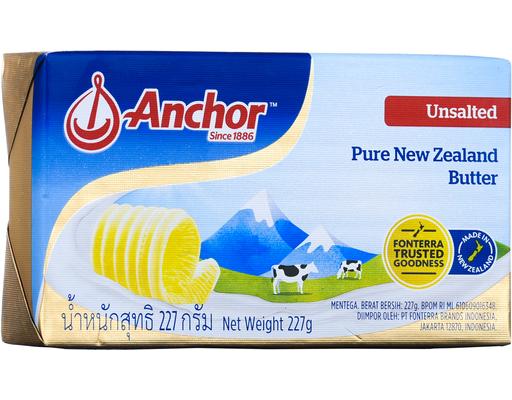 Anchor™
Since 1886
Unsalted
Pure New Zealand
Butter
FONTERRA
TRUSTED
GOODNESS
MADE IN
NEW ZEALAND
น้ำหนักสุทธิ 227 กรัม Net Weight 227g
MENTEGA. BERAT BERSIH: 227g. BPOM RI ML
DIIMPOR OLEH: PT FONTERRA BRANDS INDONESIA,
JAKARTA 12870, INDONESIA.